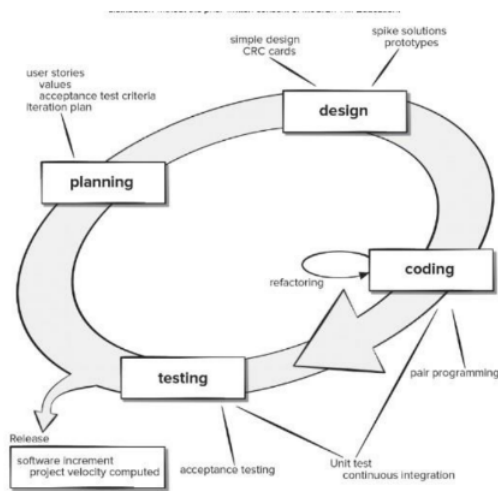 simple design
CRC cards
spike solutions
prototypes
user stories
values
acceptance test criteria
iteration plan
design
planning
refactoring
coding
testing
pair programming
Release
software increment
project velocity computed
acceptance testing
Unit test
continuous integration